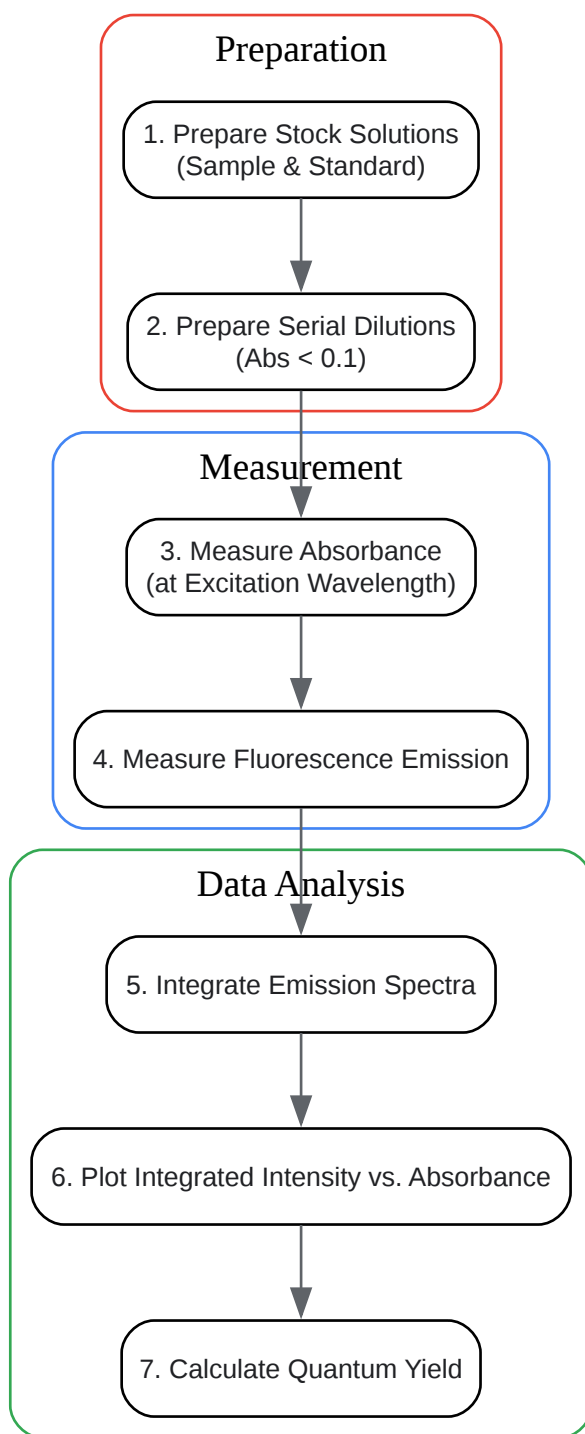 Preparation
1. Prepare Stock Solutions
(Sample & Standard)
2. Prepare Serial Dilutions
(Abs < 0.1)
Measurement
3. Measure Absorbance
(at Excitation Wavelength)
4. Measure Fluorescence Emission
Data Analysis
5. Integrate Emission Spectra
6. Plot Integrated Intensity vs. Absorbance
7. Calculate Quantum Yield